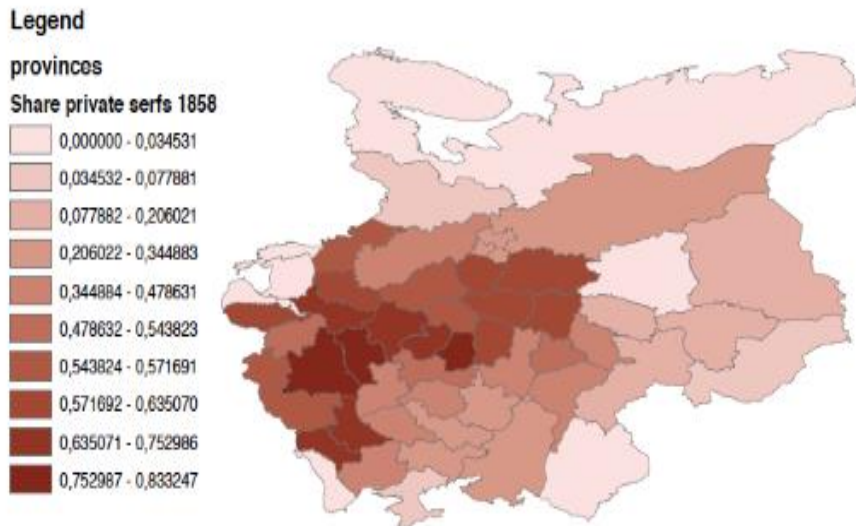 Legend
provinces
Share private serfs 1858
0,000000 - 0,034531
0,034532 - 0,077881
0,077882 - 0,206021
0,206022 - 0,344883
0,344884 - 0,478631
0,478632 - 0,543823
0,543824 - 0,571691
0,571692 - 0,635070
0,635071 - 0,752986
0,752987 - 0,833247